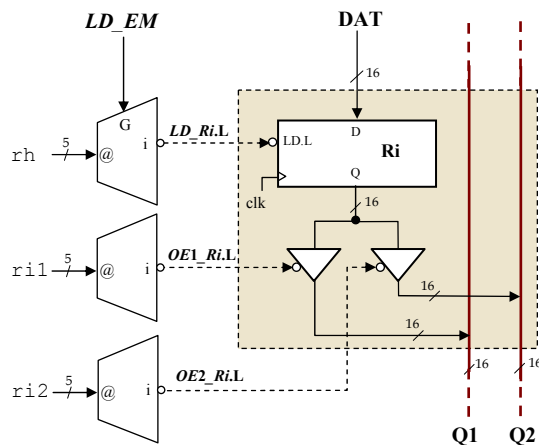 LD_EM
DAT
16
G
5
rh
@
i
LD_Ri.L
LD.L
D
Ri
Q
clk
16
5
ri1
@
i
OE1_Ri.L
16
16
5
ri2
@
i
OE2_Ri.L
16
16
Q1
Q2